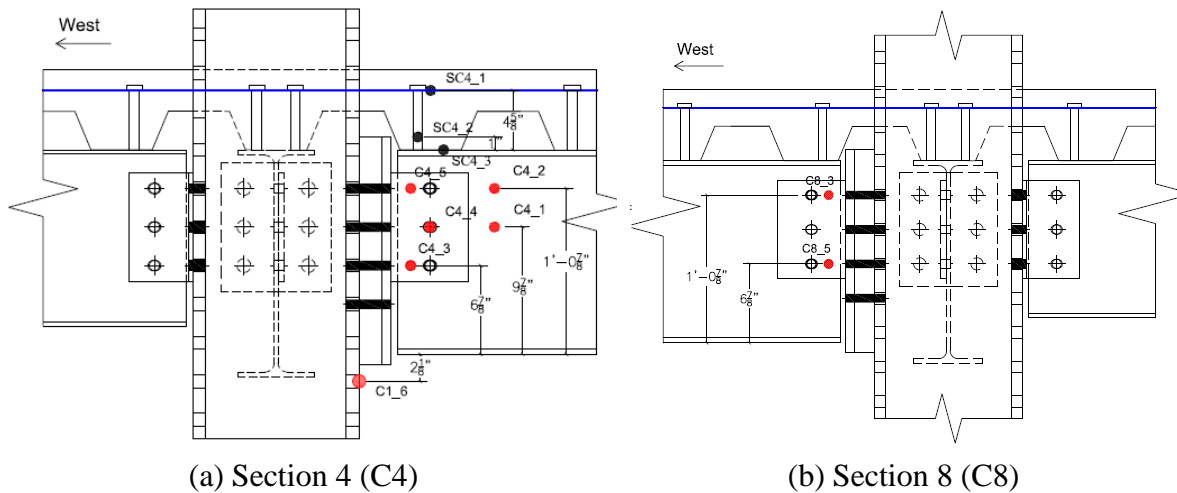 West
SC4_1
4⅝"
SC4_2
1"
SC4_3
C4_5
C4_2
C4_4
C4_1
C4_3
1'-0⅞"
9⅞"
6⅞"
2⅛"
C1_6
(a) Section 4 (C4)
West
C8_3
C8_5
1'-0⅞"
6⅞"
(b) Section 8 (C8)